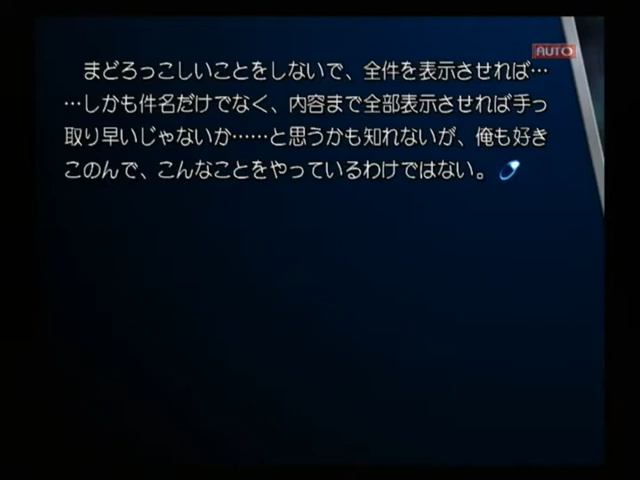 AUTO
まどろっこしいことをしないで、全件を表示させれば…
…しかも件名だけでなく、内容まで全部表示させれば手っ
取り早いじゃないか……と思うかも知れないが、俺も好き
このんで、こんなことをやっているわけではない。